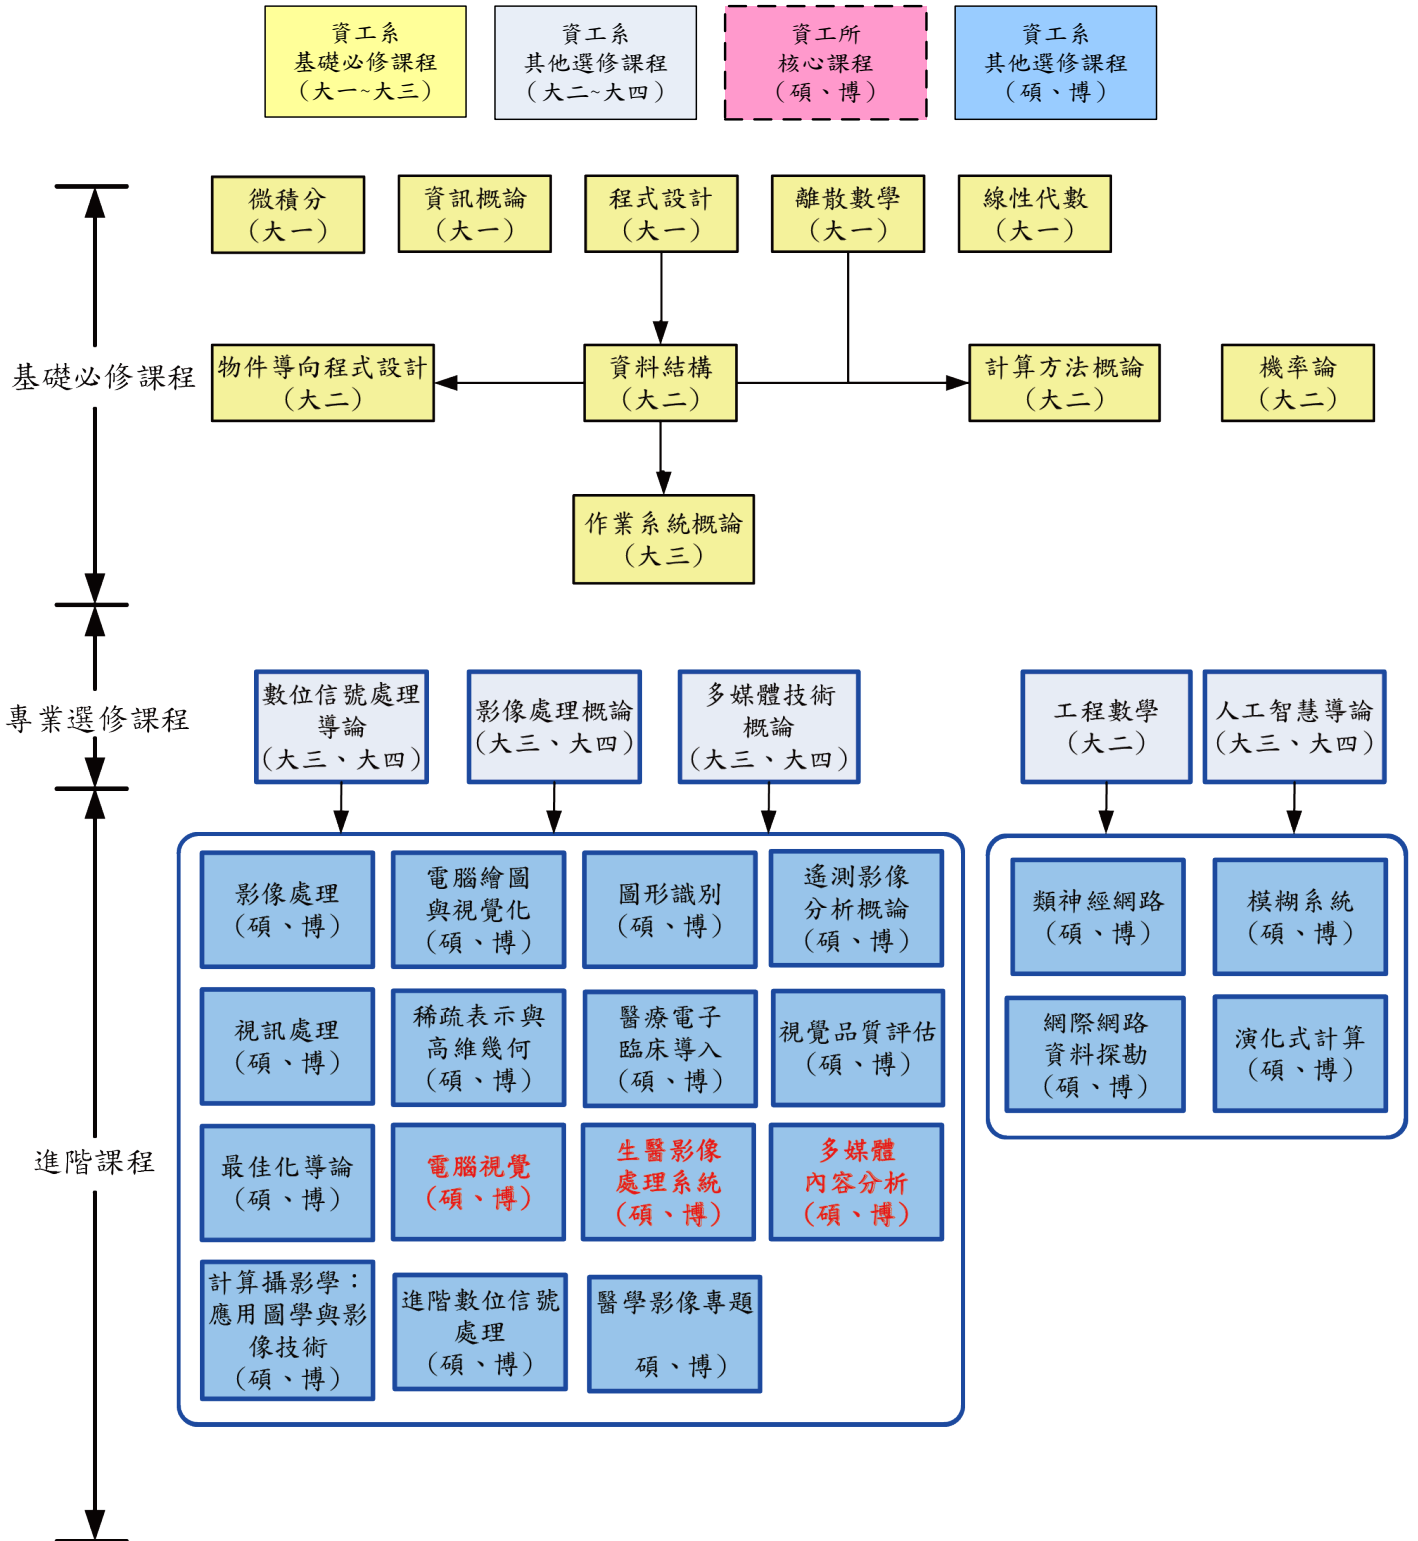 資工系
基礎必修課程
（大一~大三）
資工系
其他選修課程
（大二~大四）
資工所
核心課程
（碩、博）
資工系
其他選修課程
（碩、博）
微積分
（大一）
資訊概論
（大一）
程式設計
（大一）
離散數學
（大一）
線性代數
（大一）
基礎必修課程
物件導向程式設計
（大二）
資料結構
（大二）
計算方法概論
（大二）
機率論
（大二）
作業系統概論
（大三）
專業選修課程
數位信號處理
導論
（大三、大四）
影像處理概論
（大三、大四）
多媒體技術
概論
（大三、大四）
工程數學
（大二）
人工智慧導論
（大三、大四）
進階課程
影像處理
（碩、博）
電腦繪圖
與視覺化
（碩、博）
圖形識別
（碩、博）
遙測影像
分析概論
（碩、博）
視訊處理
（碩、博）
稀疏表示與
高維幾何
（碩、博）
醫療電子
臨床導入
（碩、博）
視覺品質評估
（碩、博）
最佳化導論
（碩、博）
電腦視覺
（碩、博）
生醫影像
處理系統
（碩、博）
多媒體
內容分析
（碩、博）
計算攝影學：
應用圖學與影
像技術
（碩、博）
進階數位信號
處理
（碩、博）
醫學影像專題
碩、博）
類神經網路
（碩、博）
模糊系統
（碩、博）
網際網路
資料探勘
（碩、博）
演化式計算
（碩、博）